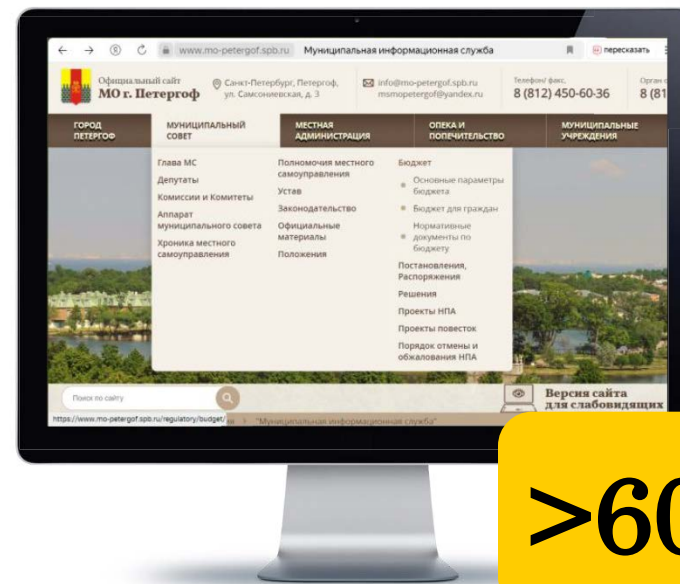 www.mo-petergof.spb.ru Муниципальная информационная служба
пересказать
Официальный сайт
МО г. Петергоф
Санкт-Петербург, Петергоф,
ул. Самсониевская, д. 3
info@mo-petergof.spb.ru
msmopetergof@yandex.ru
Телефон/ факс,
8 (812) 450-60-36
Орган о
8 (81
ГОРОД
ПЕТЕРГОФ
МУНИЦИПАЛЬНЫЙ
СОВЕТ
МЕСТНАЯ
АДМИНИСТРАЦИЯ
ОПЕКА И
ПОПЕЧИТЕЛЬСТВО
МУНИЦИПАЛЬНЫЕ
УЧРЕЖДЕНИЯ
Глава МС
Депутаты
Комиссии и Комитеты
Аппарат
муниципального совета
Хроника местного
самоуправления
Полномочия местного
самоуправления
Устав
Законодательство
Официальные
материалы
Положения
Бюджет
Основные параметры
бюджета
Бюджет для граждан
Нормативные
документы по
бюджету
Постановления,
Распоряжения
Решения
Проекты НПА
Проекты повесток
Порядок отмены и
обжалования НПА
Поиск по сайту
Версия сайта
для слабовидящих
https://www.mo-petergof.spb.ru/regulatory/budget/
"Муниципальная информационная служба"
>60